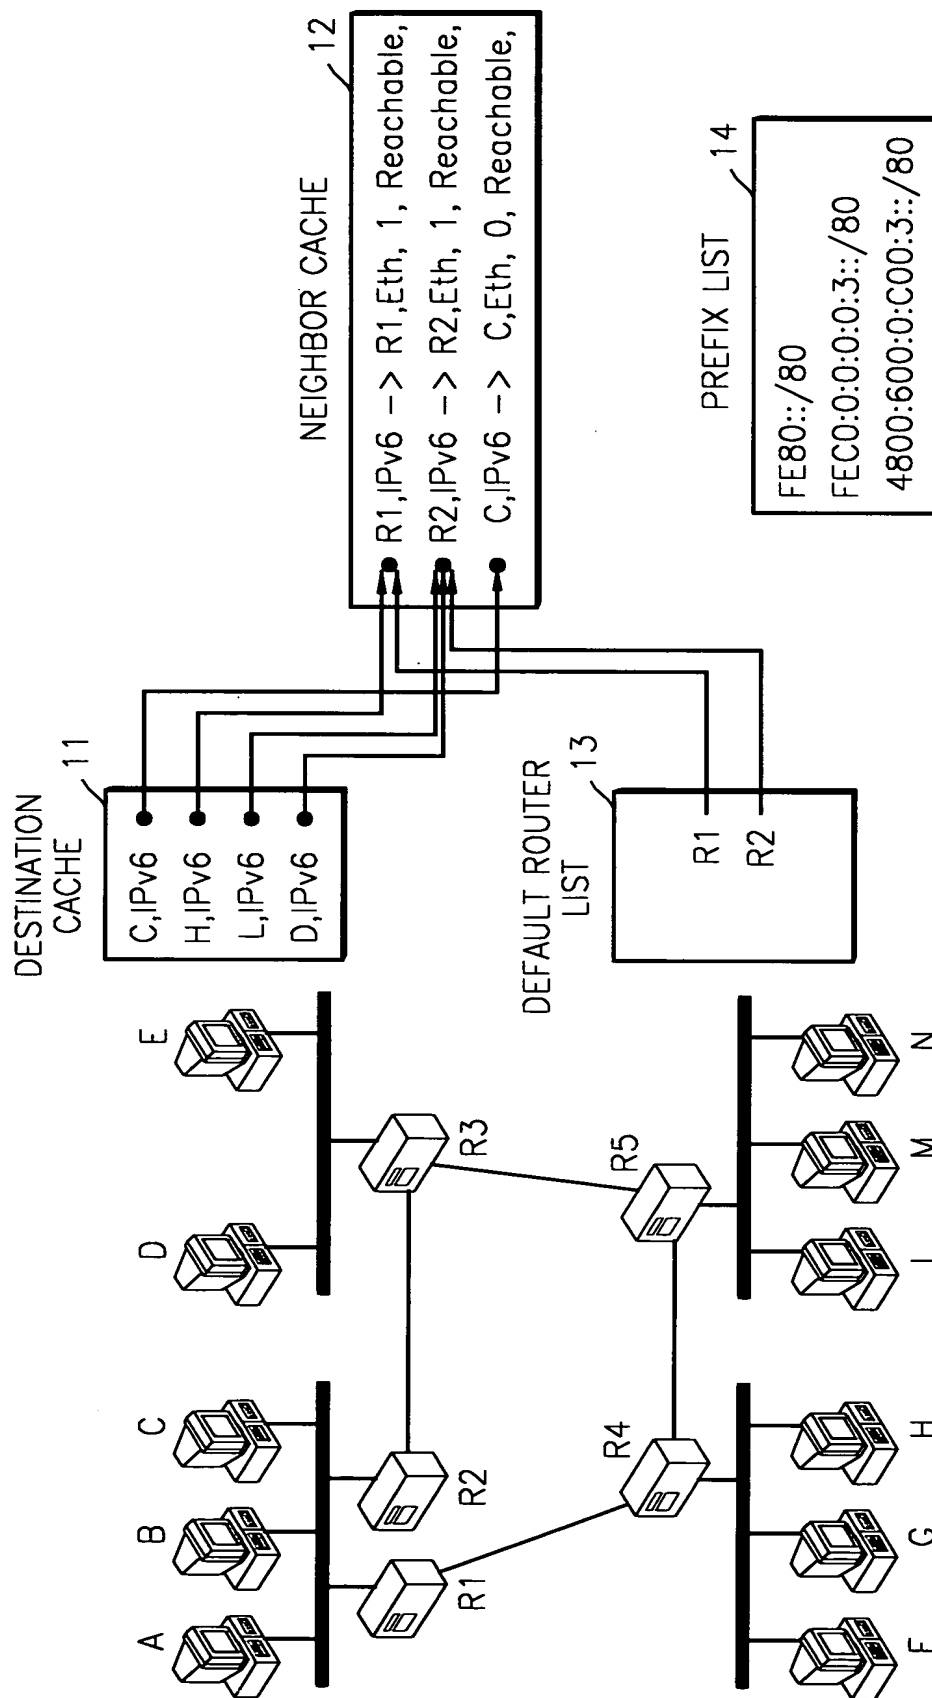 A
B
C
D
E
R1
R2
R3
R4
R5
F
G
H
L
M
N
DESTINATION
CACHE
11
C,IPv6
H,IPv6
L,IPv6
D,IPv6
NEIGHBOR CACHE
12
R1,IPv6 -> R1,Eth, 1, Reachable,
R2,IPv6 -> R2,Eth, 1, Reachable,
C,IPv6 -> C,Eth, 0, Reachable,
DEFAULT ROUTER
LIST
13
R1
R2
PREFIX LIST
14
FE80::/80
FEC0:0:0:0:3::/80
4800:600:0:C00:3::/80